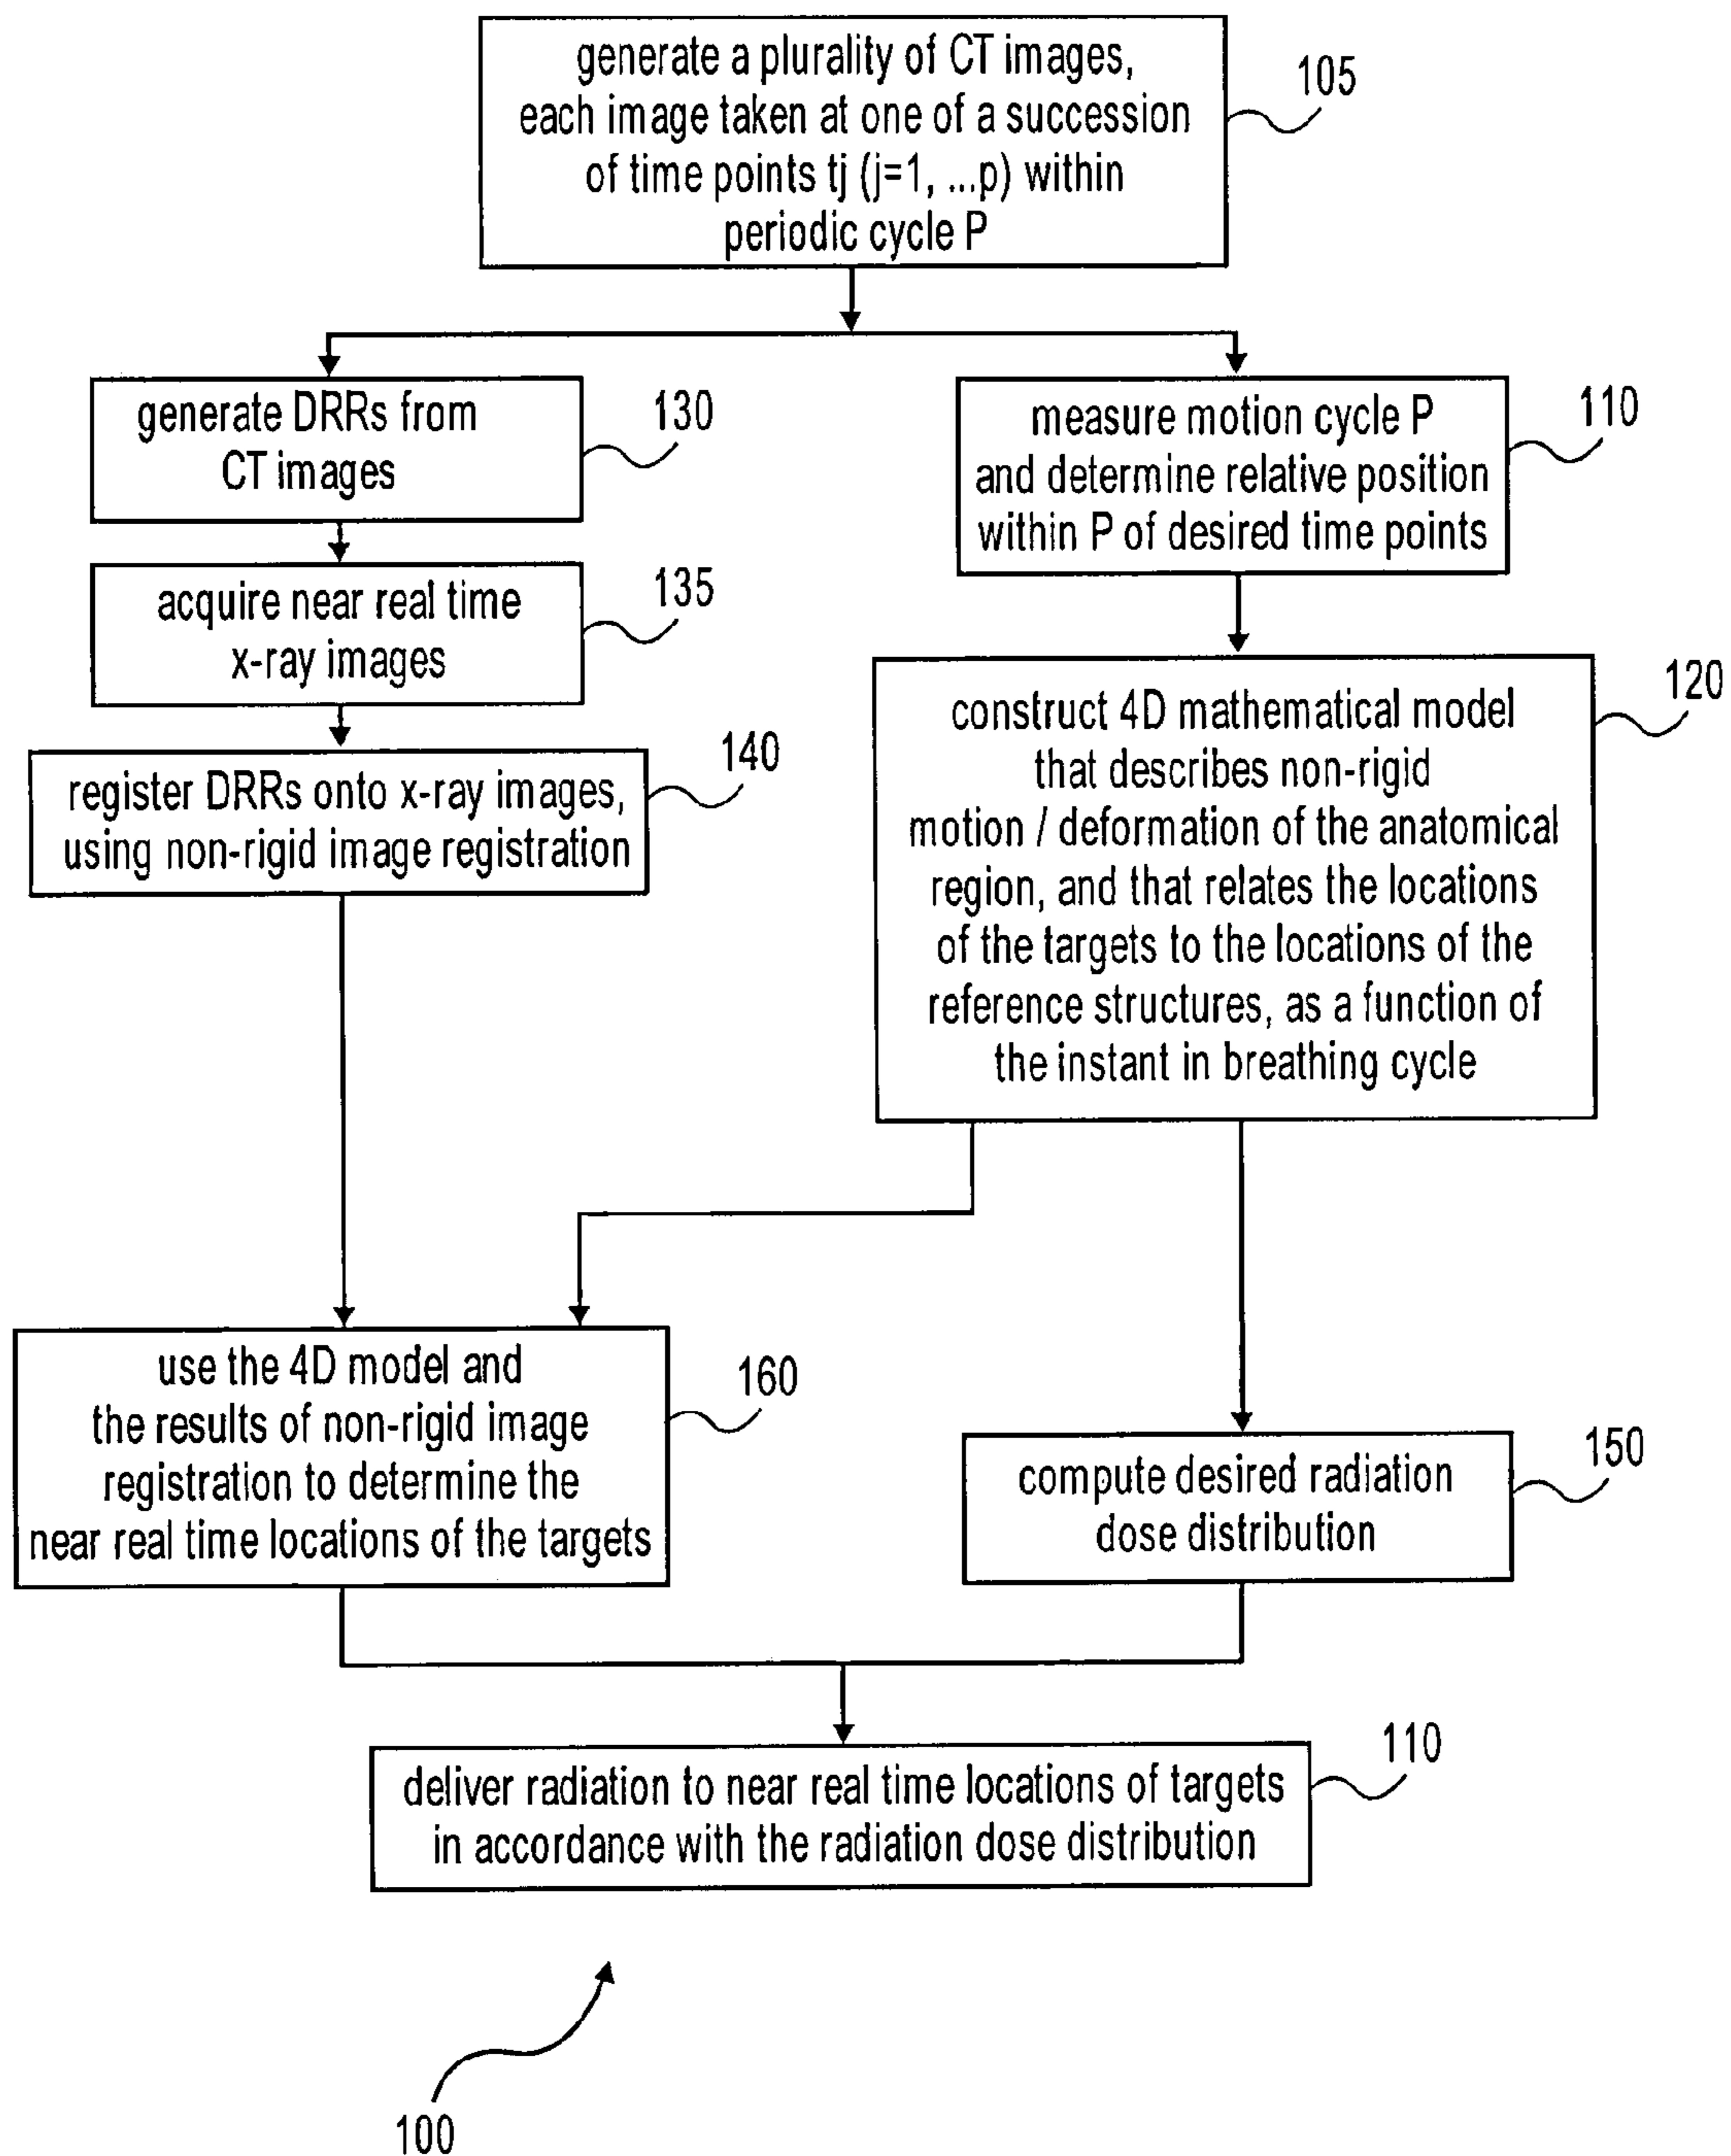 generate a plurality of CT images,
each image taken at one of a succession
of time points tj (j=1, ...p) within
periodic cycle P
105
generate DRRs from
CT images
130
measure motion cycle P
and determine relative position
within P of desired time points
110
acquire near real time
x-ray images
135
construct 4D mathematical model
that describes non-rigid
motion / deformation of the anatomical
region, and that relates the locations
of the targets to the locations of the
reference structures, as a function of
the instant in breathing cycle
120
register DRRs onto x-ray images,
using non-rigid image registration
140
use the 4D model and
the results of non-rigid image
registration to determine the
near real time locations of the targets
160
compute desired radiation
dose distribution
150
deliver radiation to near real time locations of targets
in accordance with the radiation dose distribution
110
100